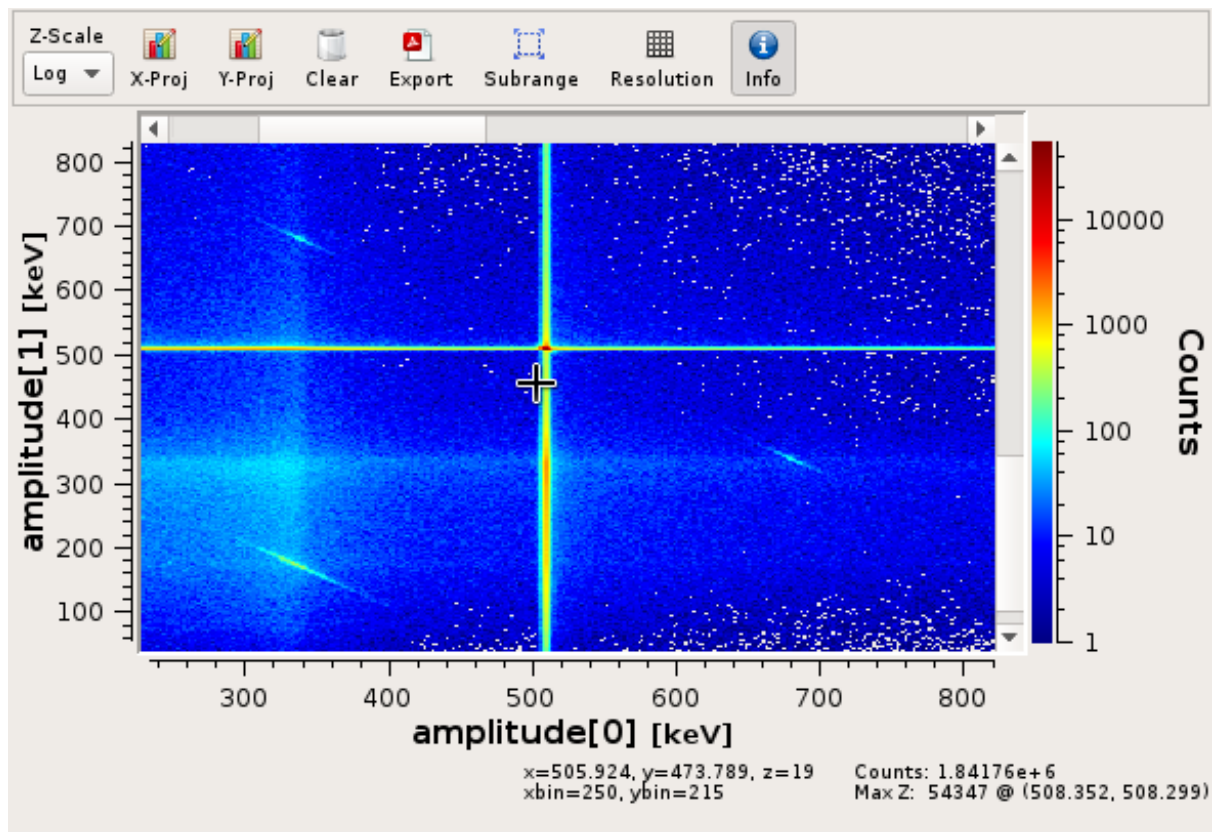 Z-Scale
Log
X-Proj
Y-Proj
Clear
Export
Subrange
Resolution
Info
800
700
600
500
400
300
200
100
amplitude[1] [keV]
300 400 500 600 700 800
amplitude[0] [keV]
10000
1000
100
10
1
Counts
x=505.924, y=473.789, z=19
xbin=250, ybin=215
Counts: 1.84176e+6
Max Z: 54347 @ (508.352, 508.299)